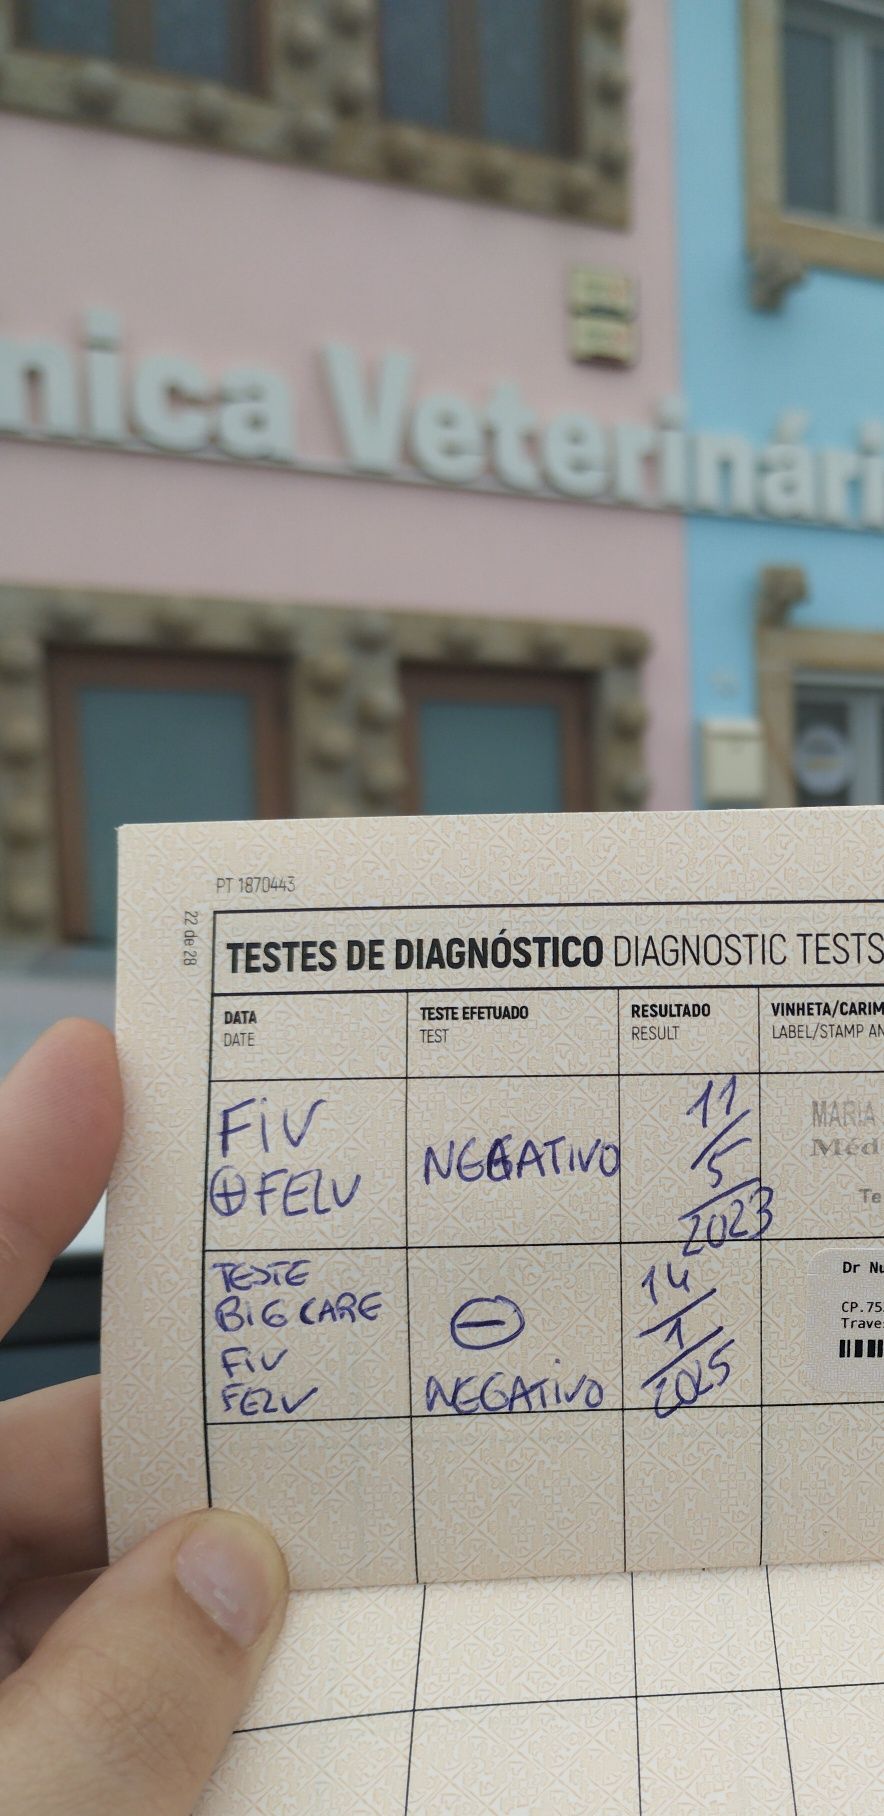 nica Veterinári
PT 1870443
22 de 28
TESTES DE DIAGNÓSTICO DIAGNOSTIC TESTS
DATA
DATE
TESTE EFETUADO
TEST
RESULTADO
RESULT
VINHETA/CARIM
LABEL/STAMP AN
FIV
⊕ FELV
NEGATIVO
11
/
5
/
2023
MARIA
Méd
Te
TESTE
BIG CARE
FIV
FELV
⊖
NEGATIVO
14
/
1
/
2025
Dr Nu
CP.75
Trave